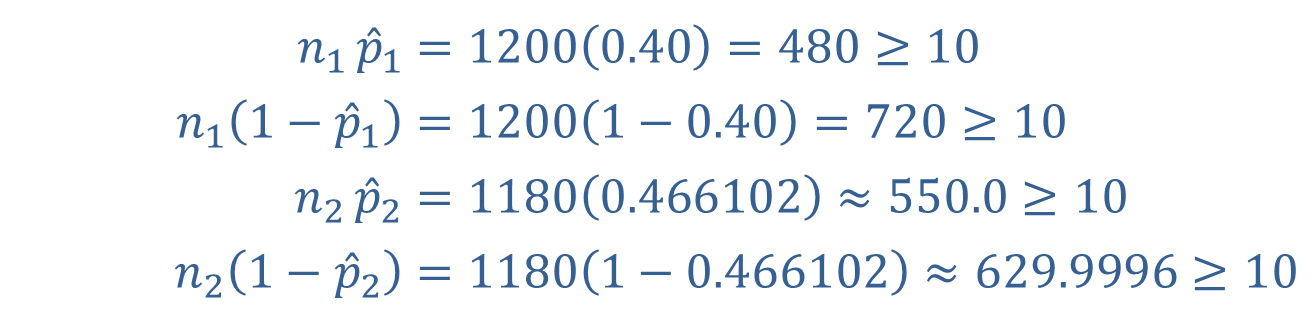 n₁ p̂₁ = 1200(0.40) = 480 ≥ 10
n₁(1 − p̂₁) = 1200(1 − 0.40) = 720 ≥ 10
n₂ p̂₂ = 1180(0.466102) ≈ 550.0 ≥ 10
n₂(1 − p̂₂) = 1180(1 − 0.466102) ≈ 629.9996 ≥ 10